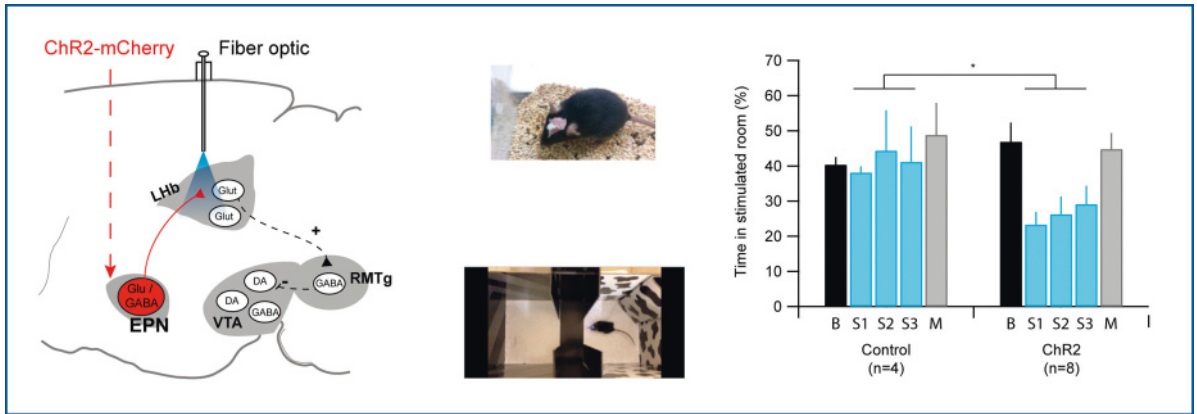 ChR2-mCherry
Fiber optic
LHb
Glut
Glut
+
Glu /
GABA
EPN
DA
DA
GABA
VTA
-
GABA
RMTg
Time in stimulated room (%)
70
60
50
40
30
20
10
0
*
B S1 S2 S3 M B S1 S2 S3 M
Control
(n=4)
ChR2
(n=8)